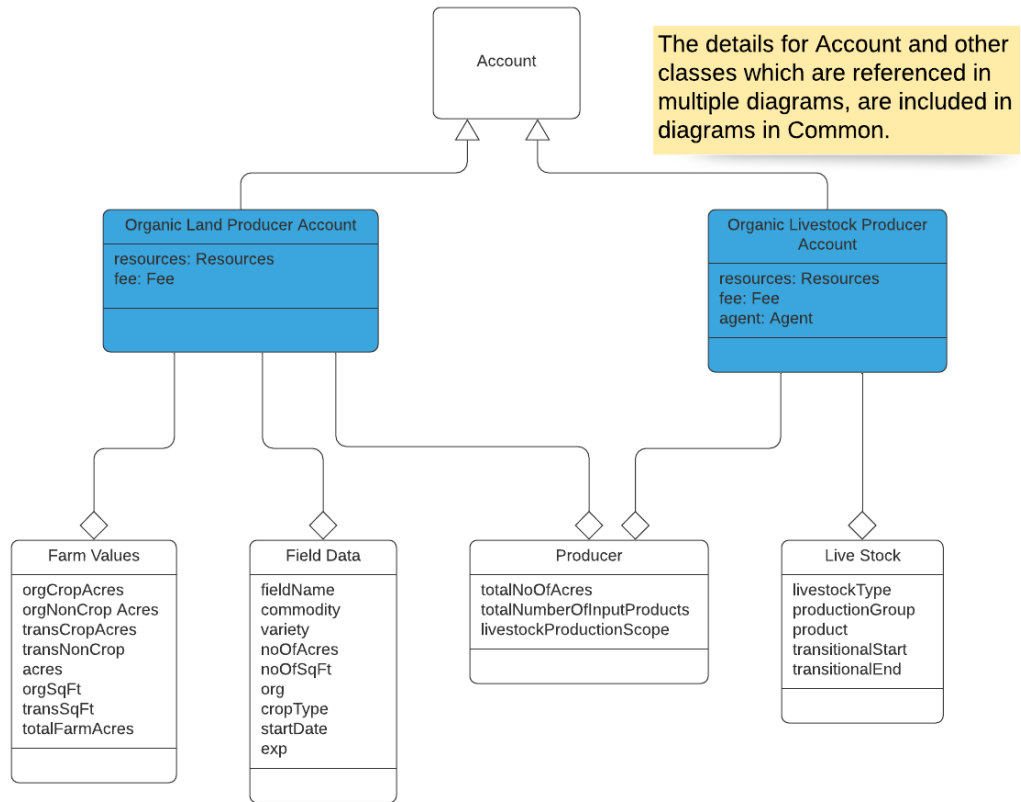 Account
The details for Account and other
classes which are referenced in
multiple diagrams, are included in
diagrams in Common.
Organic Land Producer Account
resources: Resources
fee: Fee
Organic Livestock Producer
Account
resources: Resources
fee: Fee
agent: Agent
Farm Values
orgCropAcres
orgNonCrop Acres
transCropAcres
transNonCrop
acres
orgSqFt
transSqFt
totalFarmAcres
Field Data
fieldName
commodity
variety
noOfAcres
noOfSqFt
org
cropType
startDate
exp
Producer
totalNoOfAcres
totalNumberOfInputProducts
livestockProductionScope
Live Stock
livestockType
productionGroup
product
transitionalStart
transitionalEnd